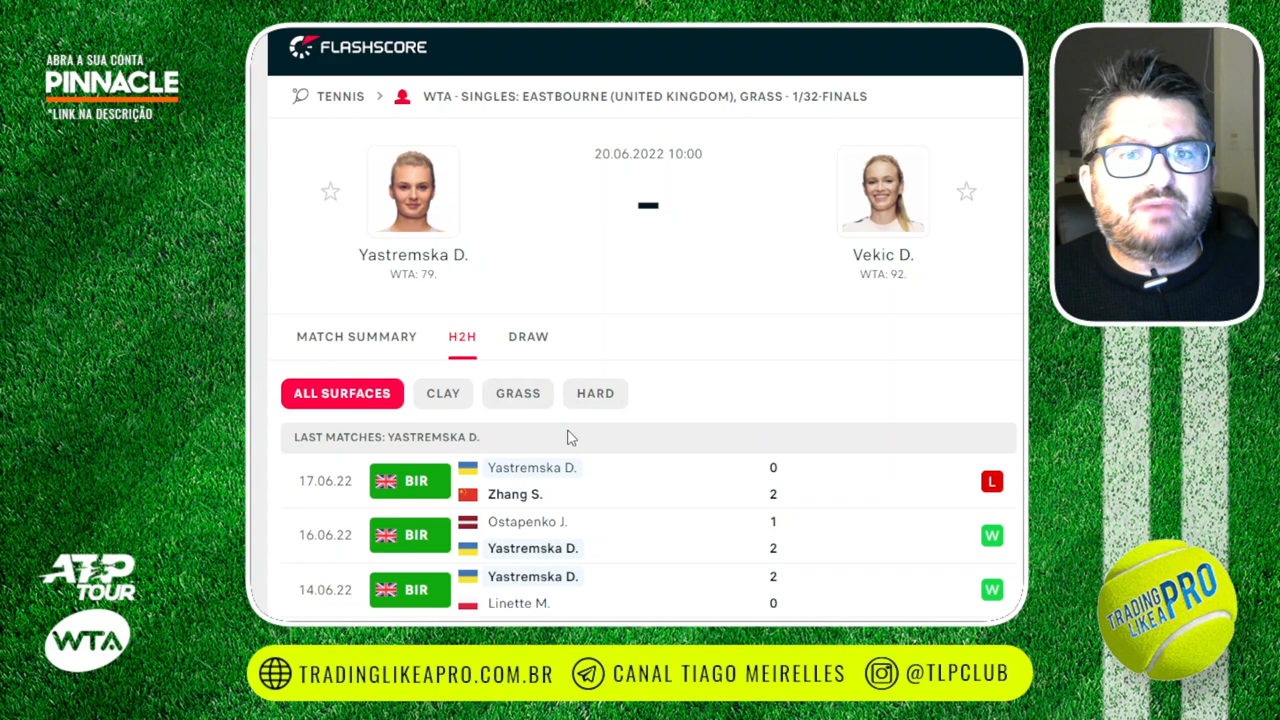 ABRA A SUA CONTA
PINNACLE
*LINK NA DESCRIÇÃO
FLASHSCORE
TENNIS > WTA - SINGLES: EASTBOURNE (UNITED KINGDOM), GRASS - 1/32-FINALS
20.06.2022 10:00
-
Yastremska D.
WTA: 79.
Vekic D.
WTA: 92.
MATCH SUMMARY H2H DRAW
ALL SURFACES CLAY GRASS HARD
LAST MATCHES: YASTREMSKA D.
17.06.22 BIR Yastremska D. 0 L
Zhang S. 2
16.06.22 BIR Ostapenko J. 1 W
Yastremska D. 2
14.06.22 BIR Yastremska D. 2 W
Linette M. 0
ATP
TOUR
WTA
TRADING
LIKE A
PRO
TRADINGLIKEAPRO.COM.BR CANAL TIAGO MEIRELLES @TLPCLUB